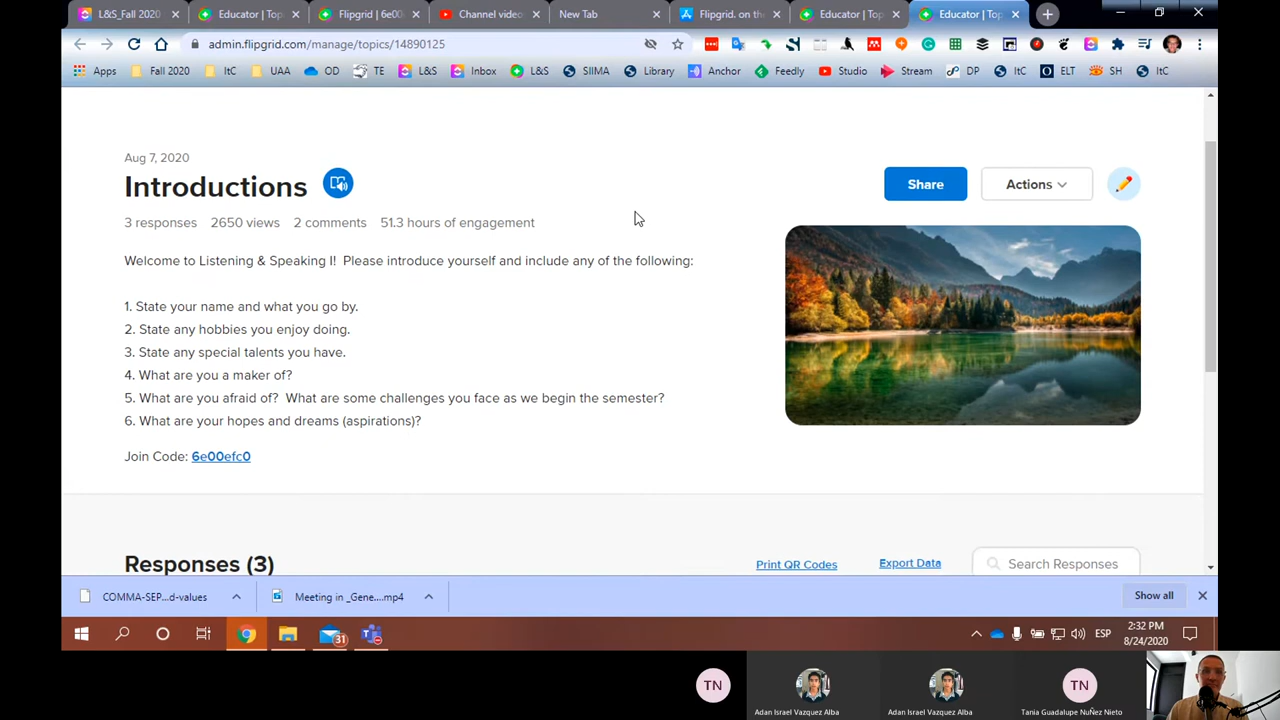 L&S_Fall 2020
Educator | Top
Flipgrid | 6e00
Channel video
New Tab
Flipgrid. on the
Educator | Top
Educator | Top
admin.flipgrid.com/manage/topics/14890125
Apps
Fall 2020
ItC
UAA
OD
TE
L&S
Inbox
L&S
SIIMA
Library
Anchor
Feedly
Studio
Stream
DP
ItC
ELT
SH
ItC
Aug 7, 2020
Introductions
Share
Actions
3 responses 2650 views 2 comments 51.3 hours of engagement
Welcome to Listening & Speaking I! Please introduce yourself and include any of the following:
1. State your name and what you go by.
2. State any hobbies you enjoy doing.
3. State any special talents you have.
4. What are you a maker of?
5. What are you afraid of? What are some challenges you face as we begin the semester?
6. What are your hopes and dreams (aspirations)?
Join Code: 6e00efc0
Responses (3)
Print QR Codes
Export Data
Search Responses
COMMA-SEP...d-values
Meeting in _Gene....mp4
Show all
31
ESP
2:32 PM
8/24/2020
TN
Adan Israel Vazquez Alba
Adan Israel Vazquez Alba
TN
Tania Guadalupe Nuñez Nieto